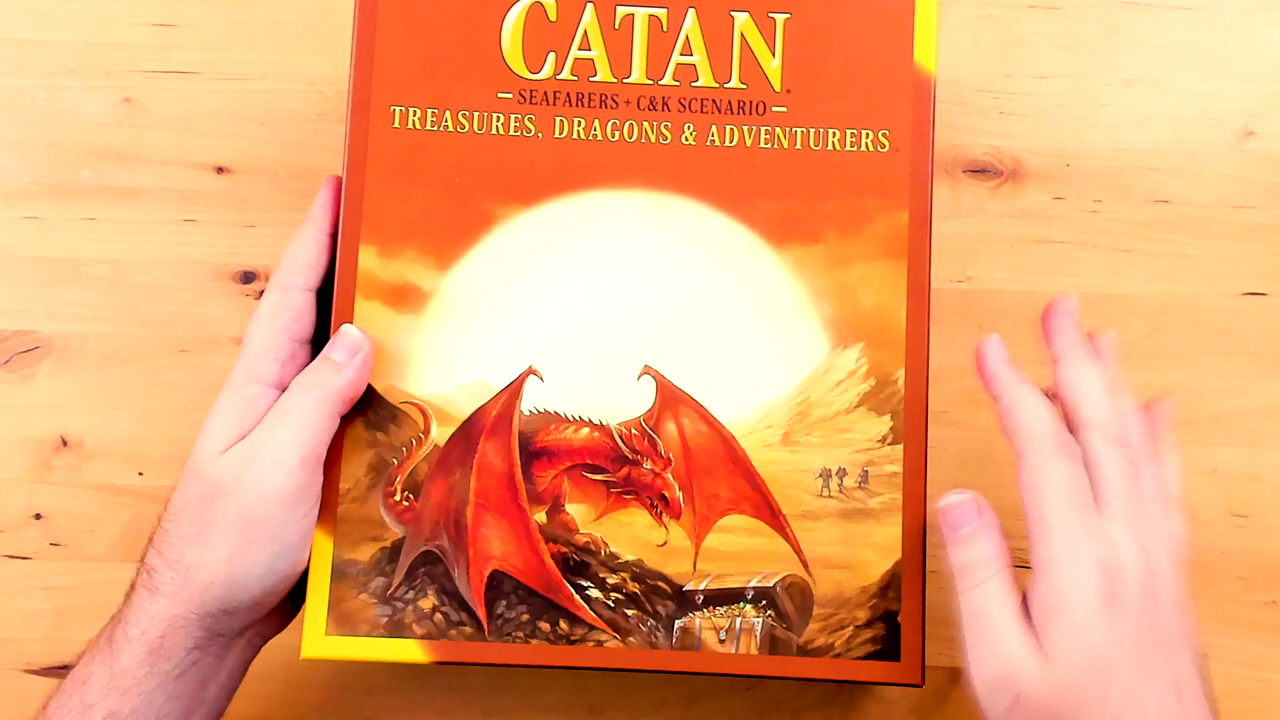 CATAN
SEAFARERS + C&K SCENARIO
TREASURES, DRAGONS & ADVENTURERS